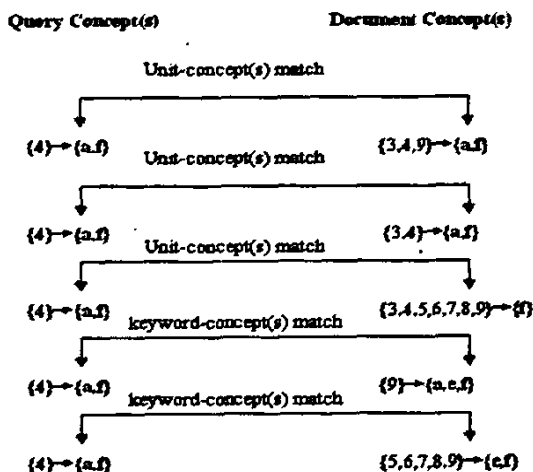 Query Concept(s) Document Concept(s)
Unit-concept(s) match
{4}→{a,f} {3,4,9}→{a,f}
Unit-concept(s) match
{4}→{a,f} {3,4}→{a,f}
Unit-concept(s) match
{4}→{a,f} {3,4,5,6,7,8,9}→{f}
keyword-concept(s) match
{4}→{a,f} {9}→{a,e,f}
keyword-concept(s) match
{4}→{a,f} {5,6,7,8,9}→{e,f}